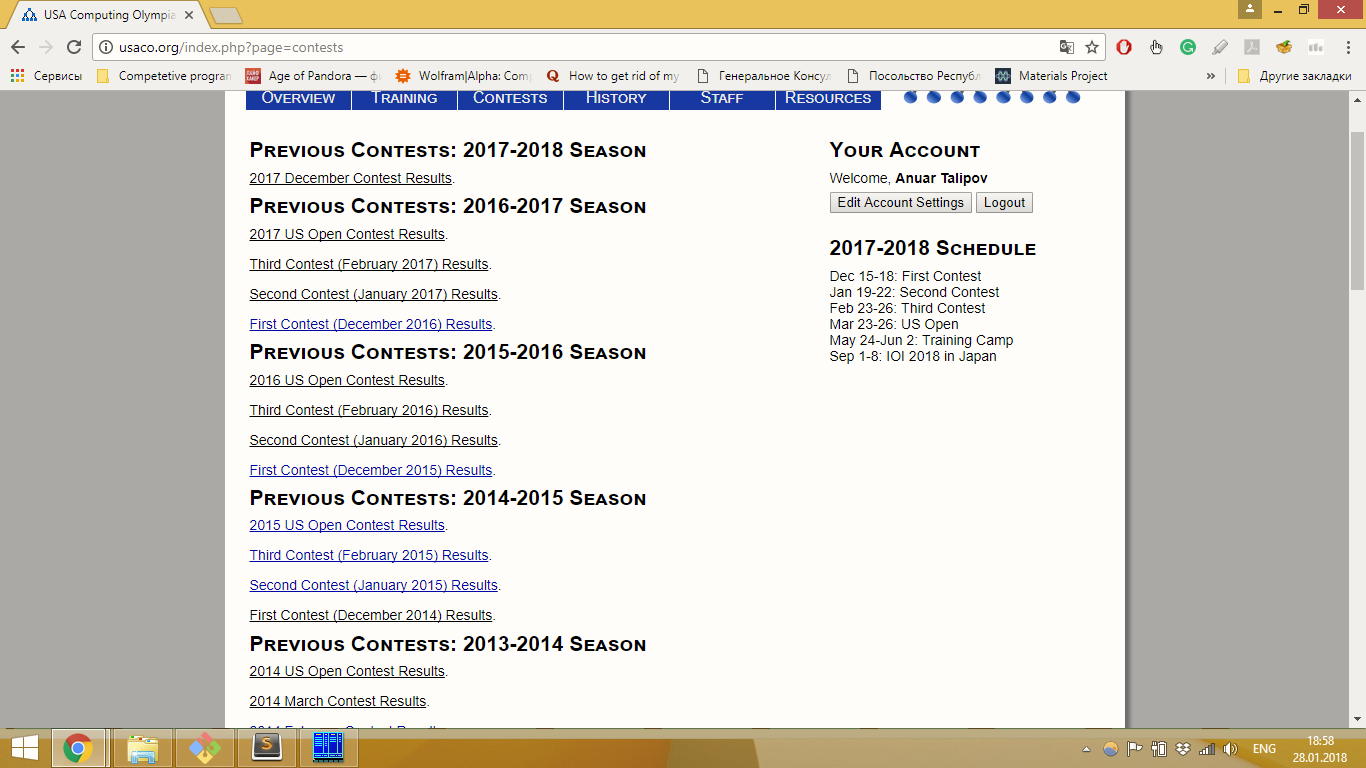 USA Computing Olympia
usaco.org/index.php?page=contests
Сервисы
Competetive progran
Age of Pandora — ф
Wolfram|Alpha: Com
How to get rid of my
Генеральное Консул
Посольство Республ
Materials Project
»
Другие закладки
OVERVIEW
TRAINING
CONTESTS
HISTORY
STAFF
RESOURCES
PREVIOUS CONTESTS: 2017-2018 SEASON
2017 December Contest Results.
PREVIOUS CONTESTS: 2016-2017 SEASON
2017 US Open Contest Results.
Third Contest (February 2017) Results.
Second Contest (January 2017) Results.
First Contest (December 2016) Results.
PREVIOUS CONTESTS: 2015-2016 SEASON
2016 US Open Contest Results.
Third Contest (February 2016) Results.
Second Contest (January 2016) Results.
First Contest (December 2015) Results.
PREVIOUS CONTESTS: 2014-2015 SEASON
2015 US Open Contest Results.
Third Contest (February 2015) Results.
Second Contest (January 2015) Results.
First Contest (December 2014) Results.
PREVIOUS CONTESTS: 2013-2014 SEASON
2014 US Open Contest Results.
2014 March Contest Results.
YOUR ACCOUNT
Welcome, Anuar Talipov
Edit Account Settings
Logout
2017-2018 SCHEDULE
Dec 15-18: First Contest
Jan 19-22: Second Contest
Feb 23-26: Third Contest
Mar 23-26: US Open
May 24-Jun 2: Training Camp
Sep 1-8: IOI 2018 in Japan
ENG
18:58
28.01.2018